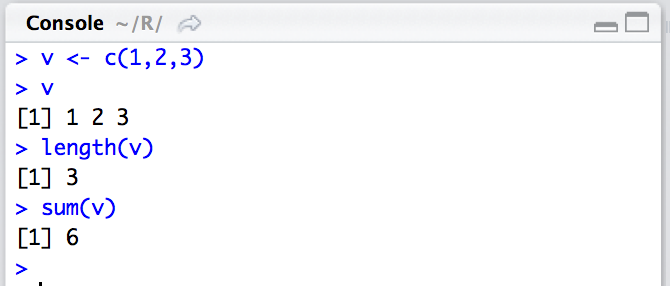 Console ~/R/
> v <- c(1,2,3)
> v
[1] 1 2 3
> length(v)
[1] 3
> sum(v)
[1] 6
>